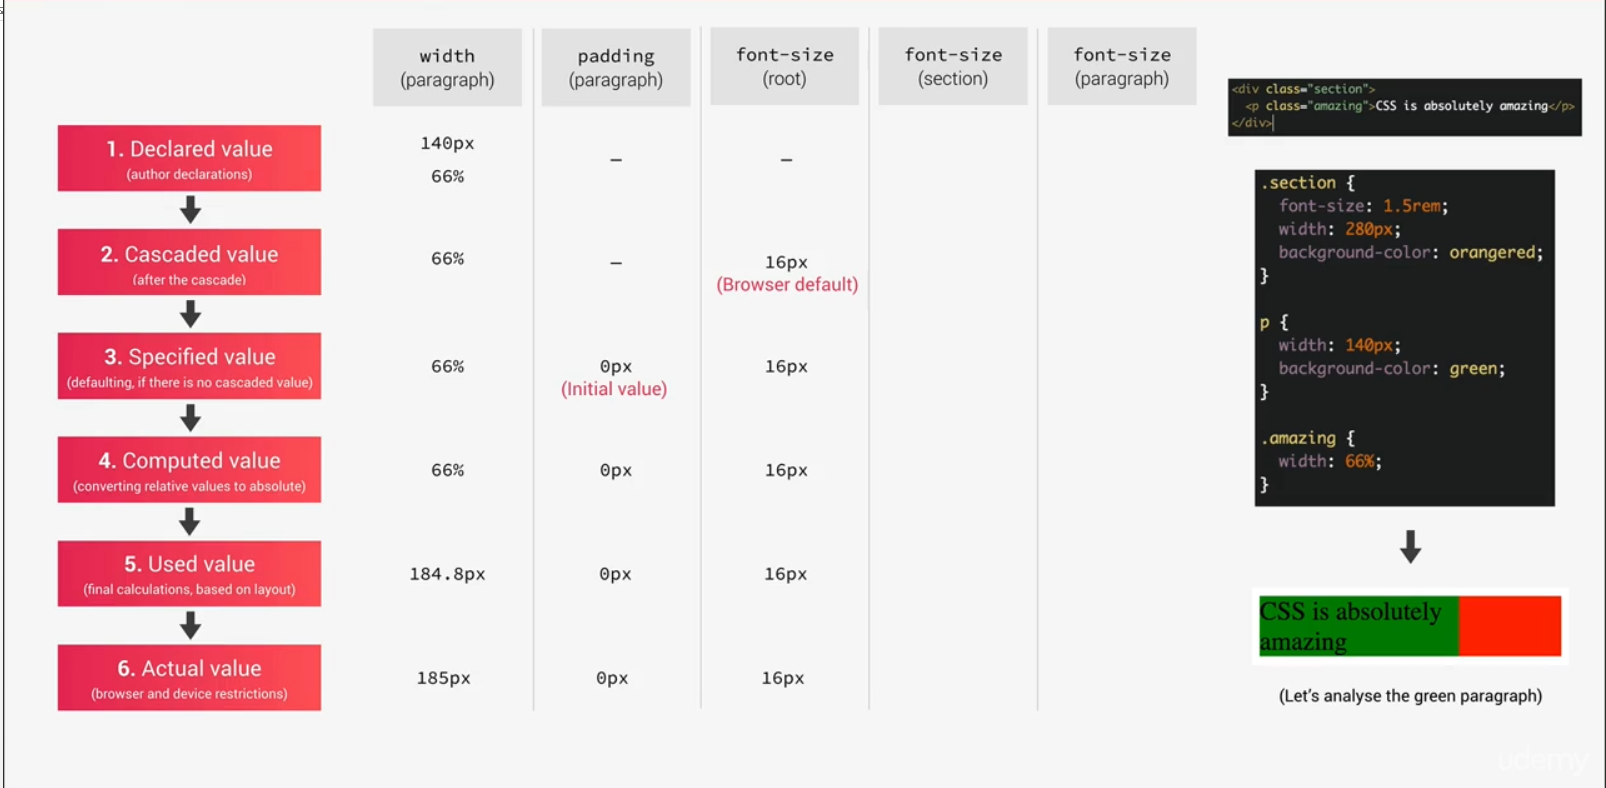 width
(paragraph)
padding
(paragraph)
font-size
(root)
font-size
(section)
font-size
(paragraph)
1. Declared value
(author declarations)
140px
66%
–
–
2. Cascaded value
(after the cascade)
66%
–
16px
(Browser default)
3. Specified value
(defaulting, if there is no cascaded value)
66%
0px
(Initial value)
16px
4. Computed value
(converting relative values to absolute)
66%
0px
16px
5. Used value
(final calculations, based on layout)
184.8px
0px
16px
6. Actual value
(browser and device restrictions)
185px
0px
16px
<div class="section">
<p class="amazing">CSS is absolutely amazing</p>
</div>
.section {
font-size: 1.5rem;
width: 280px;
background-color: orangered;
}
p {
width: 140px;
background-color: green;
}
.amazing {
width: 66%;
}
CSS is absolutely
amazing
(Let's analyse the green paragraph)
udemy